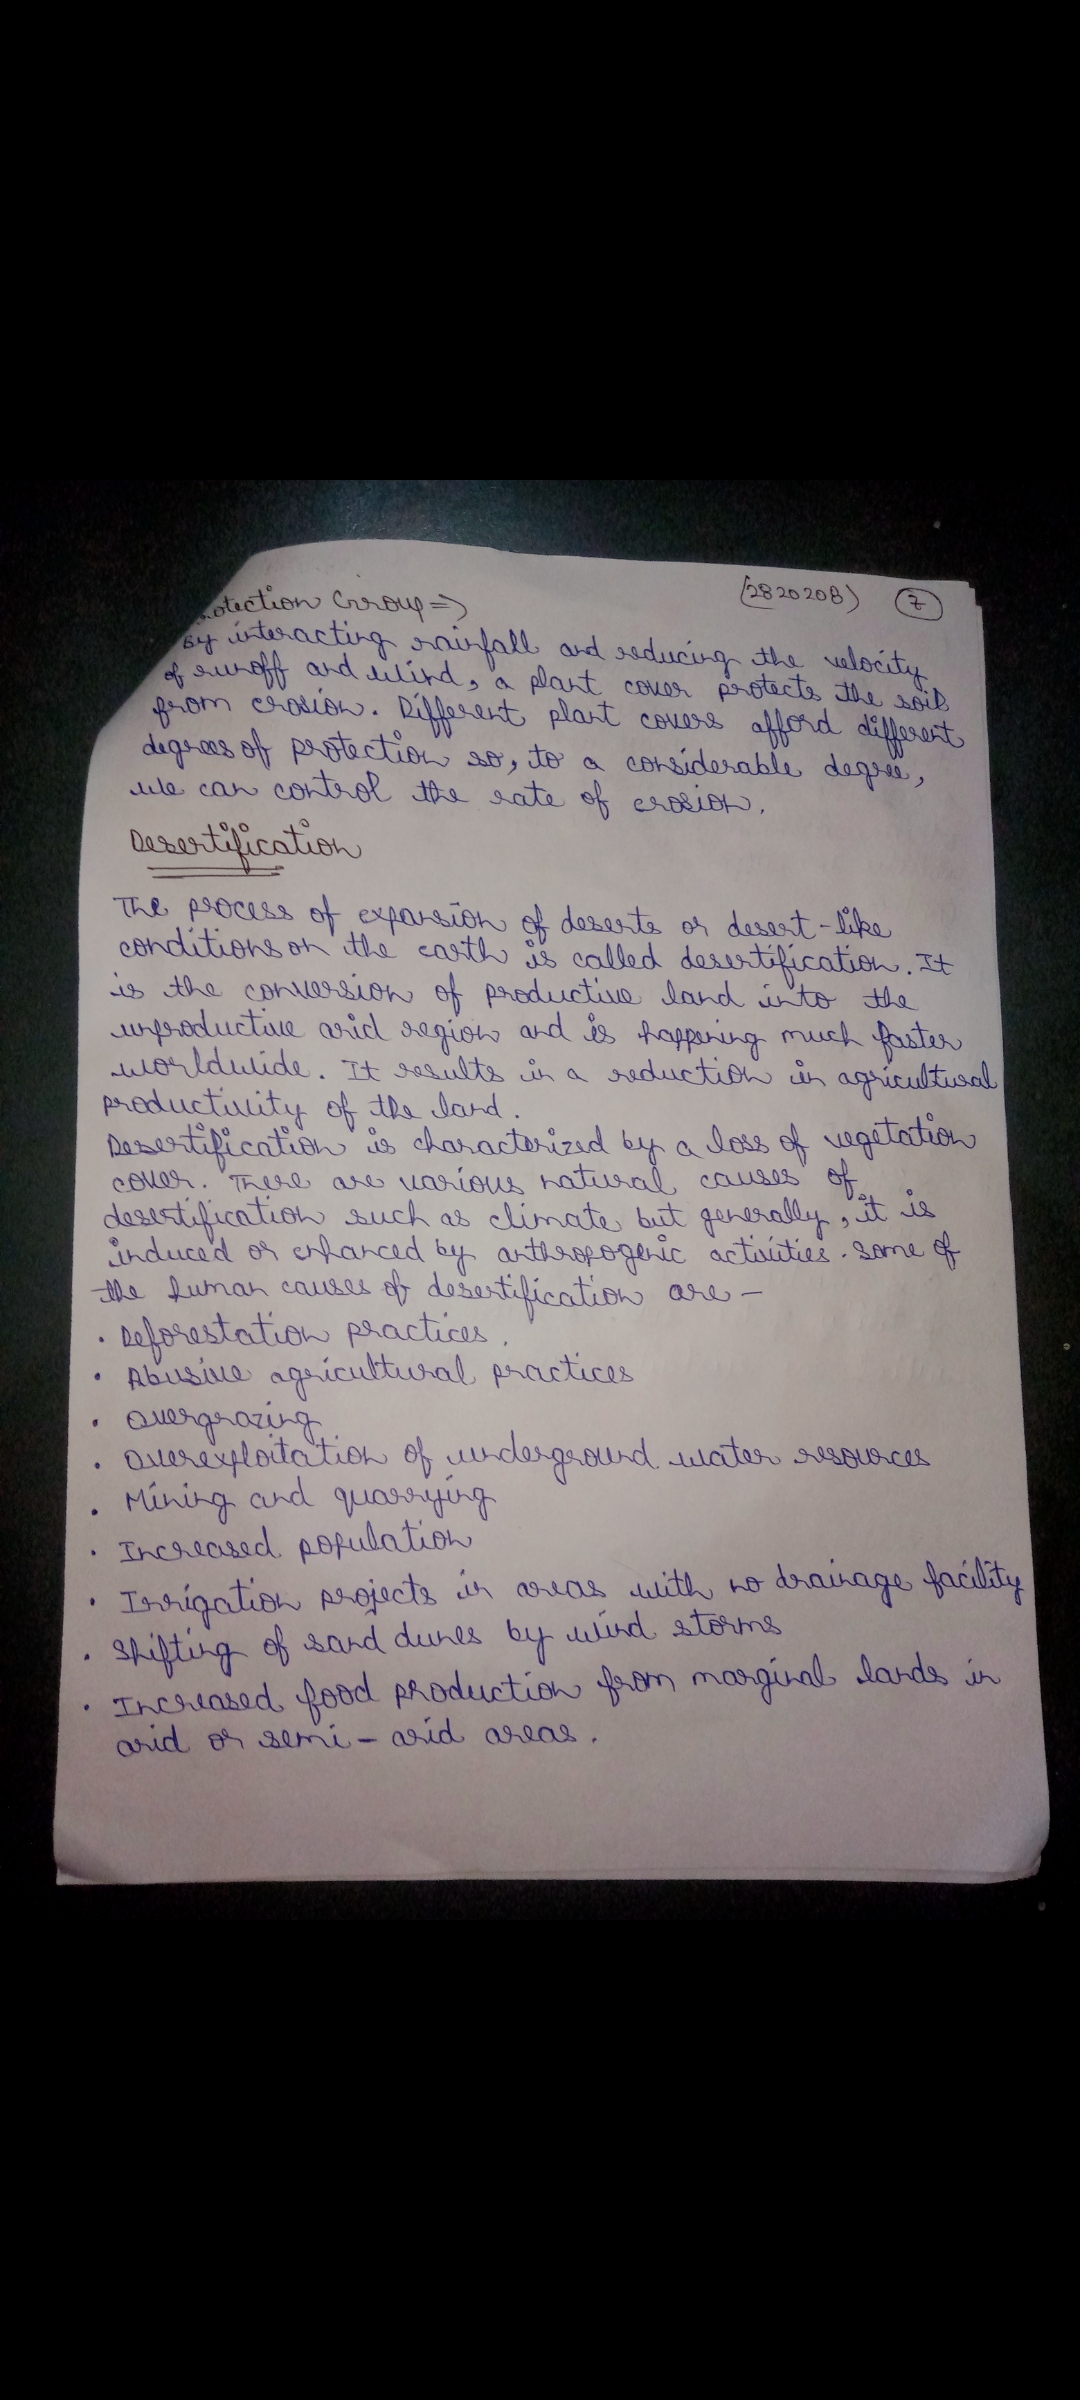 otection Group =>
(2820208) 7
By interacting rainfall and reducing the velocity
of runoff and wind, a plant cover protects the soil
from erosion. Different plant covers afford different
degrees of protection so, to a considerable degree,
we can control the rate of erosion.
Desertification
The process of expansion of deserts or desert-like
conditions on the earth is called desertification. It
is the conversion of productive land into the
unproductive arid region and is happening much faster
worldwide. It results in a reduction in agricultural
productivity of the land.
Desertification is characterized by a loss of vegetation
cover. There are various natural causes of
desertification such as climate but generally, it is
induced or enhanced by anthropogenic activities. Some of
the human causes of desertification are -
• Deforestation practices.
• Abusive agricultural practices
• Overgrazing
• Overexploitation of underground water resources
• Mining and quarrying
• Increased population
• Irrigation projects in areas with no drainage facility
• Shifting of sand dunes by wind storms
• Increased food production from marginal lands in
arid or semi-arid areas.